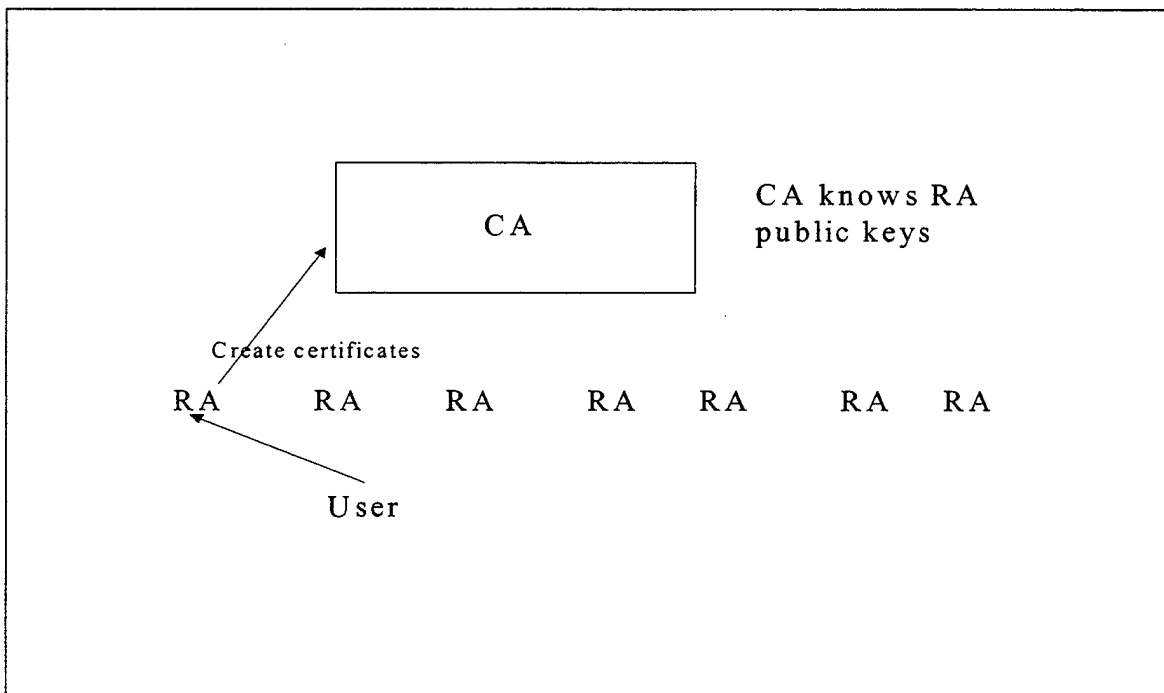 CA
CA knows RA
public keys
Create certificates
RA RA RA RA RA RA RA
User